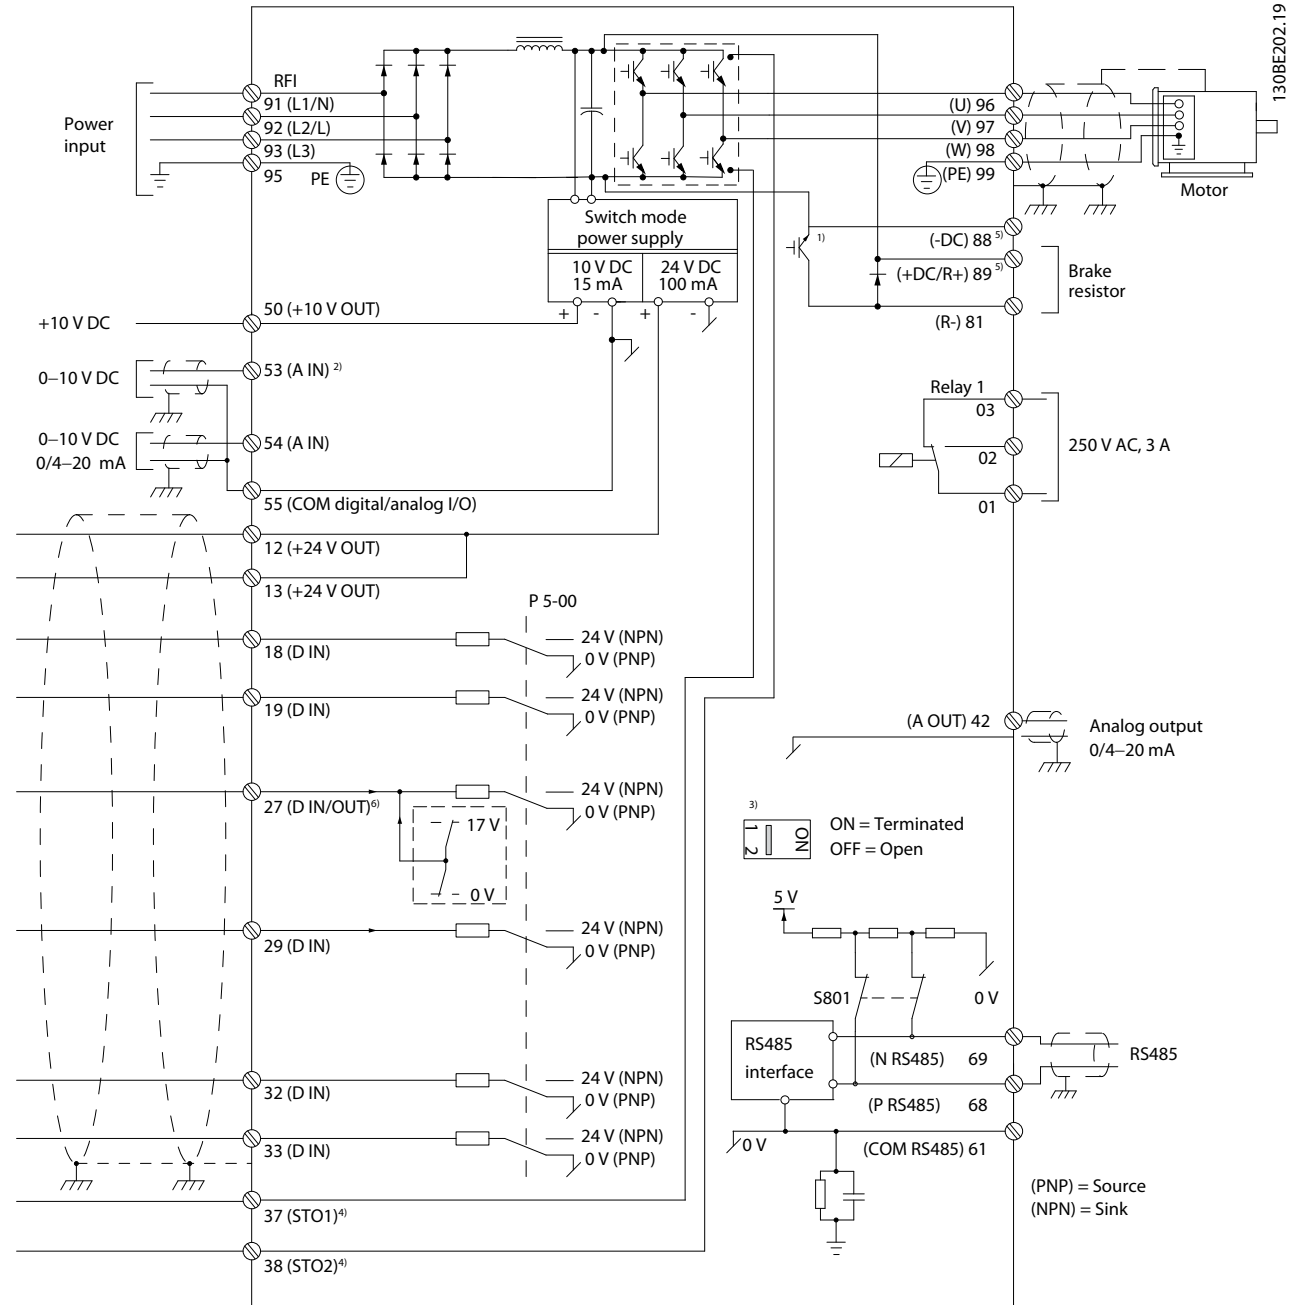 130BE202.19
RFI
91 (L1/N)
92 (L2/L)
93 (L3)
95
PE
Power
input
(U) 96
(V) 97
(W) 98
(PE) 99
Motor
Switch mode
power supply
10 V DC
15 mA
24 V DC
100 mA
+ - + -
1)
(-DC) 88 5)
(+DC/R+) 89 5)
(R-) 81
Brake
resistor
+10 V DC
50 (+10 V OUT)
0–10 V DC
53 (A IN) 2)
0–10 V DC
0/4–20 mA
54 (A IN)
55 (COM digital/analog I/O)
12 (+24 V OUT)
13 (+24 V OUT)
Relay 1
03
02
01
250 V AC, 3 A
P 5-00
18 (D IN)
24 V (NPN)
0 V (PNP)
19 (D IN)
24 V (NPN)
0 V (PNP)
27 (D IN/OUT) 6)
24 V (NPN)
0 V (PNP)
17 V
0 V
29 (D IN)
24 V (NPN)
0 V (PNP)
32 (D IN)
24 V (NPN)
0 V (PNP)
33 (D IN)
24 V (NPN)
0 V (PNP)
37 (STO1) 4)
38 (STO2) 4)
(A OUT) 42
Analog output
0/4–20 mA
3)
1 2 ON
ON = Terminated
OFF = Open
5 V
S801
0 V
RS485
interface
(N RS485) 69
(P RS485) 68
RS485
0 V
(COM RS485) 61
(PNP) = Source
(NPN) = Sink